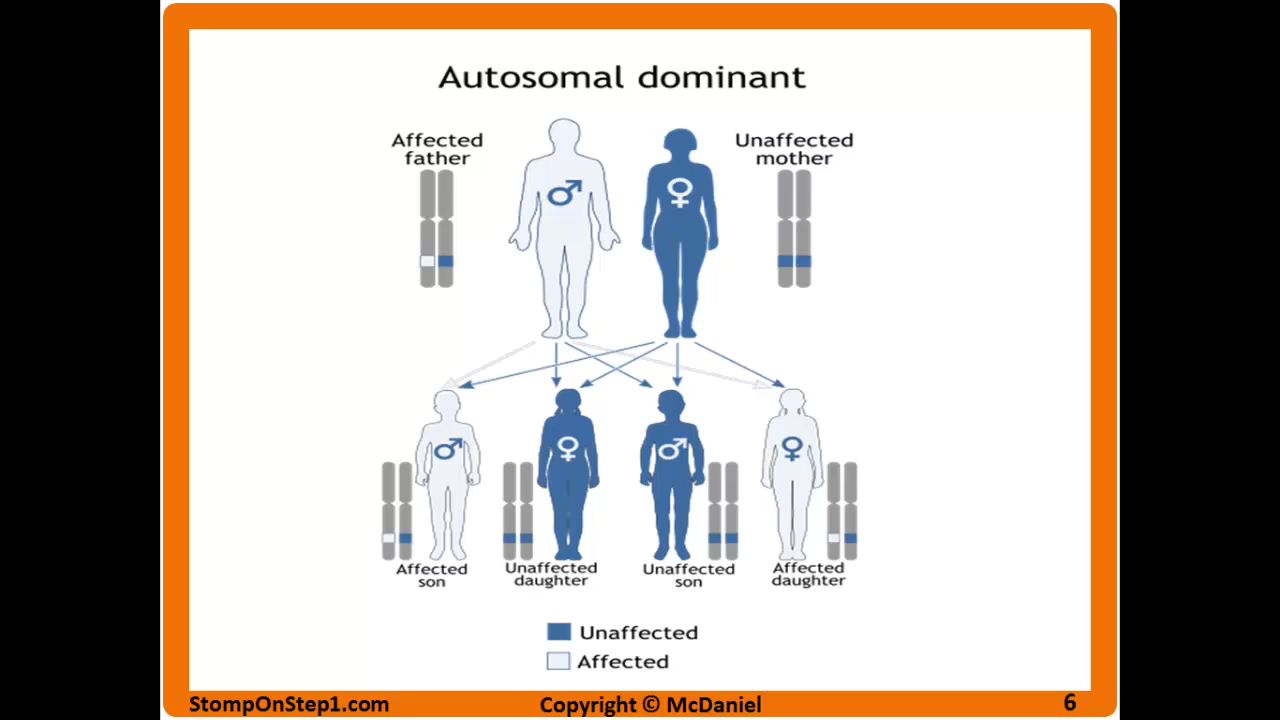 Autosomal dominant
Affected
father
Unaffected
mother
Affected
son
Unaffected
daughter
Unaffected
son
Affected
daughter
Unaffected
Affected
StompOnStep1.com
Copyright © McDaniel
6